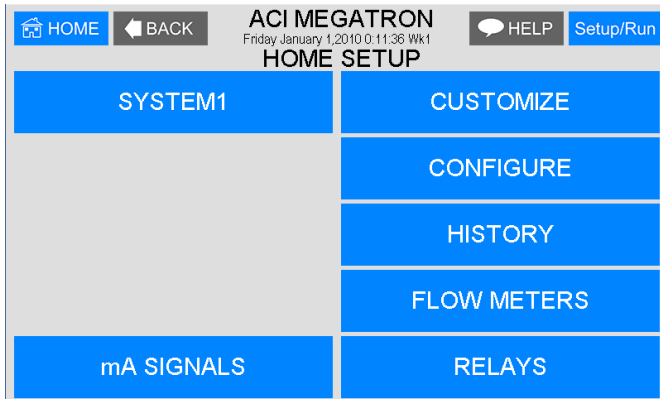 HOME
BACK
ACI MEGATRON
Friday January 1,2010 0:11:36 Wk1
HOME SETUP
HELP
Setup/Run
SYSTEM1
CUSTOMIZE
CONFIGURE
HISTORY
FLOW METERS
mA SIGNALS
RELAYS